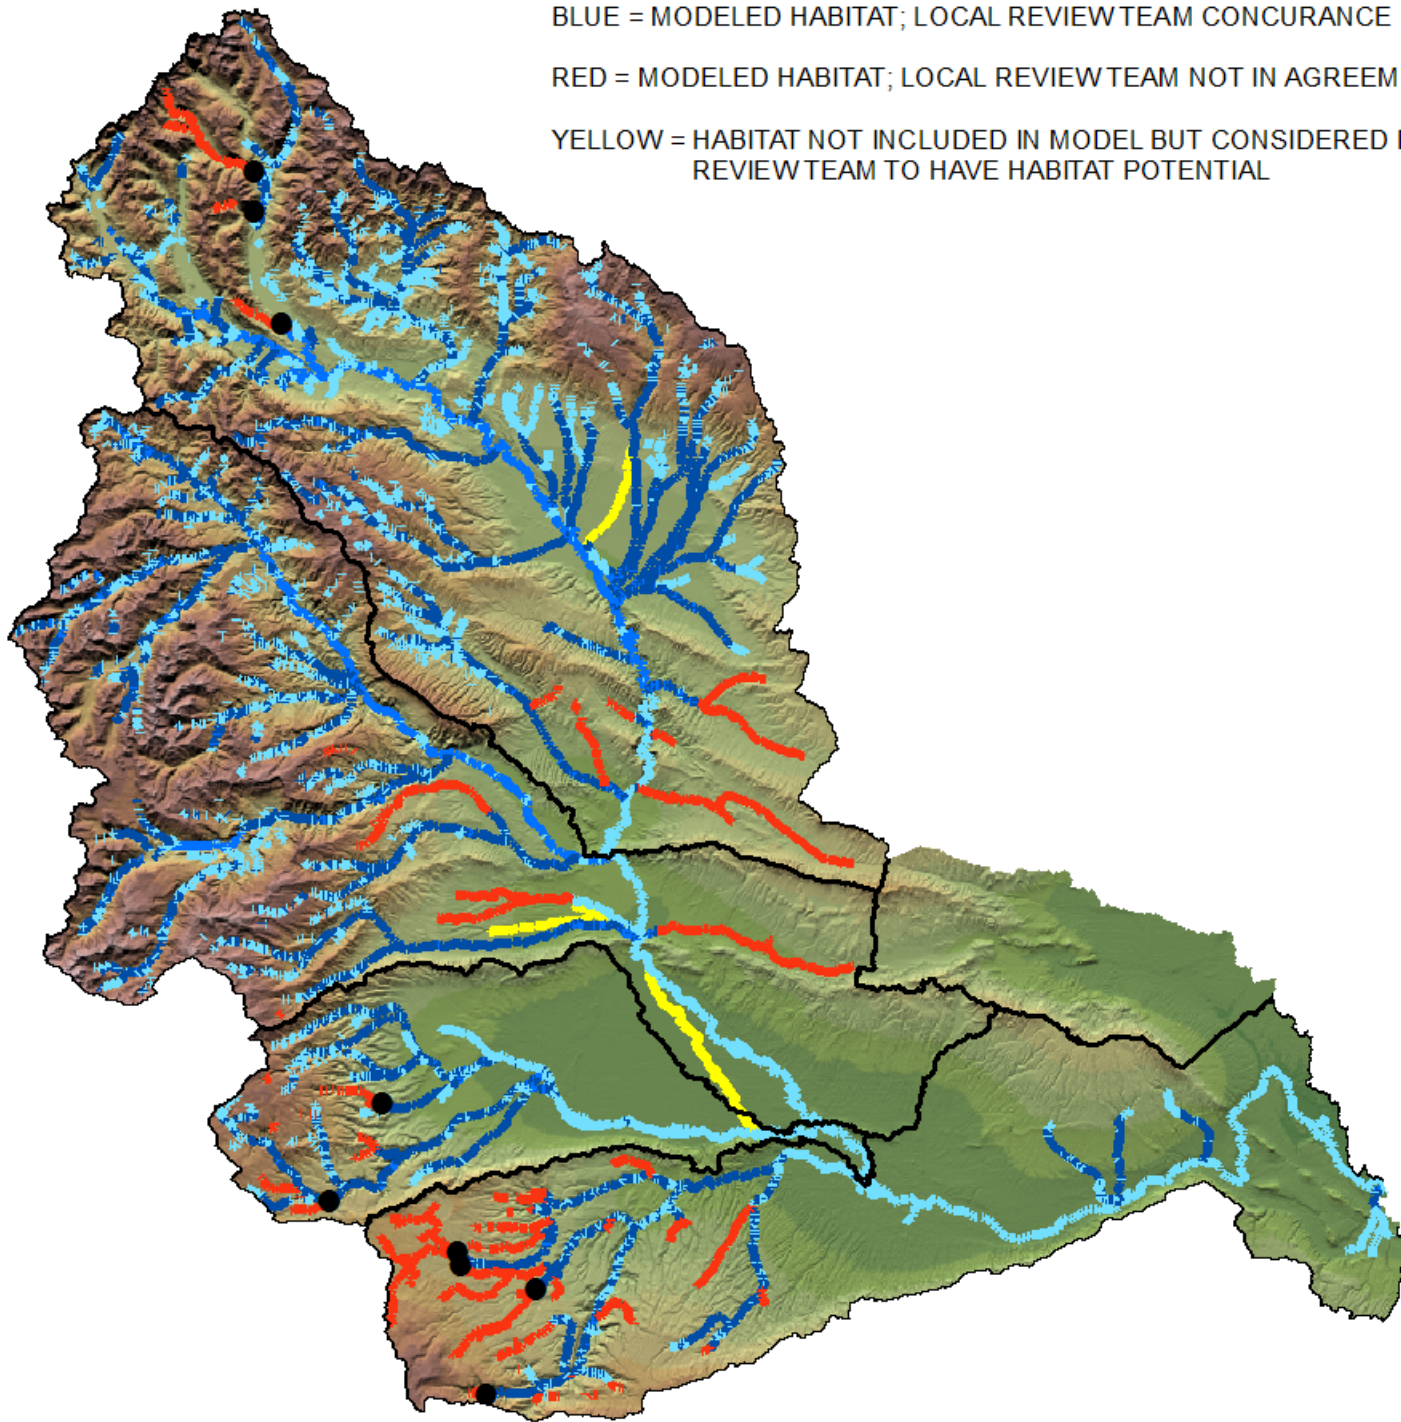 BLUE = MODELED HABITAT; LOCAL REVIEW TEAM CONCURANCE
RED = MODELED HABITAT; LOCAL REVIEW TEAM NOT IN AGREEM
YELLOW = HABITAT NOT INCLUDED IN MODEL BUT CONSIDERED
REVIEW TEAM TO HAVE HABITAT POTENTIAL